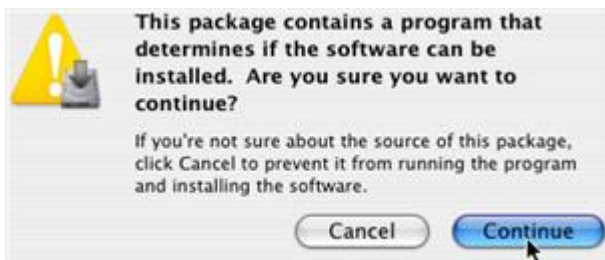 This package contains a program that
determines if the software can be
installed.  Are you sure you want to
continue?
If you're not sure about the source of this package,
click Cancel to prevent it from running the program
and installing the software.
Cancel
Continue